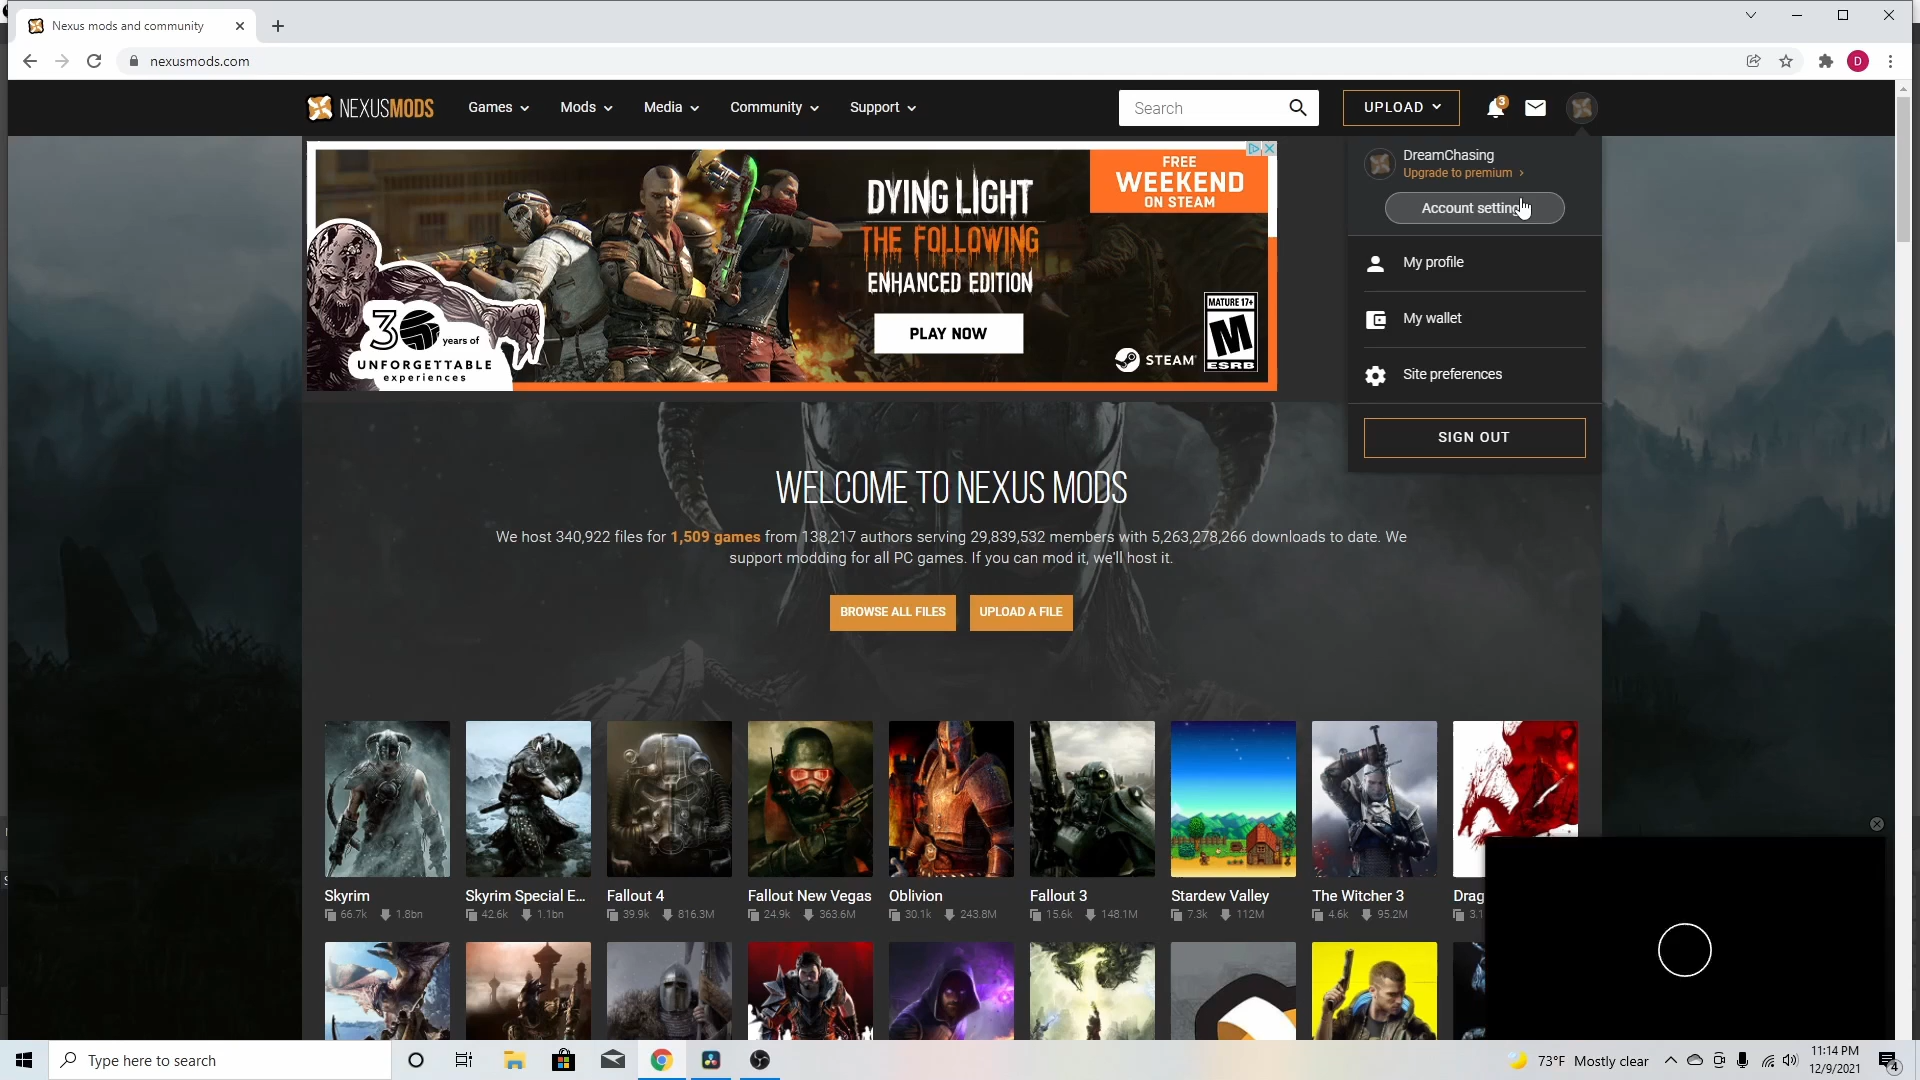 Nexus mods and community
nexusmods.com
D
NEXUSMODS
Games
Mods
Media
Community
Support
Search
UPLOAD
3
DYING LIGHT
THE FOLLOWING
ENHANCED EDITION
PLAY NOW
FREE
WEEKEND
ON STEAM
30 years of
UNFORGETTABLE
experiences
STEAM
MATURE 17+
M
ESRB
DreamChasing
Upgrade to premium
Account setting
My profile
My wallet
Site preferences
SIGN OUT
WELCOME TO NEXUS MODS
We host 340,922 files for 1,509 games from 138,217 authors serving 29,839,532 members with 5,263,278,266 downloads to date. We
support modding for all PC games. If you can mod it, we'll host it.
BROWSE ALL FILES
UPLOAD A FILE
Skyrim
66.7k 1.8bn
Skyrim Special E...
42.6k 1.1bn
Fallout 4
39.9k 816.3M
Fallout New Vegas
24.9k 363.6M
Oblivion
30.1k 243.8M
Fallout 3
15.6k 148.1M
Stardew Valley
7.3k 112M
The Witcher 3
4.6k 95.2M
Drag
3.1
Type here to search
73°F Mostly clear
11:14 PM
12/9/2021
4